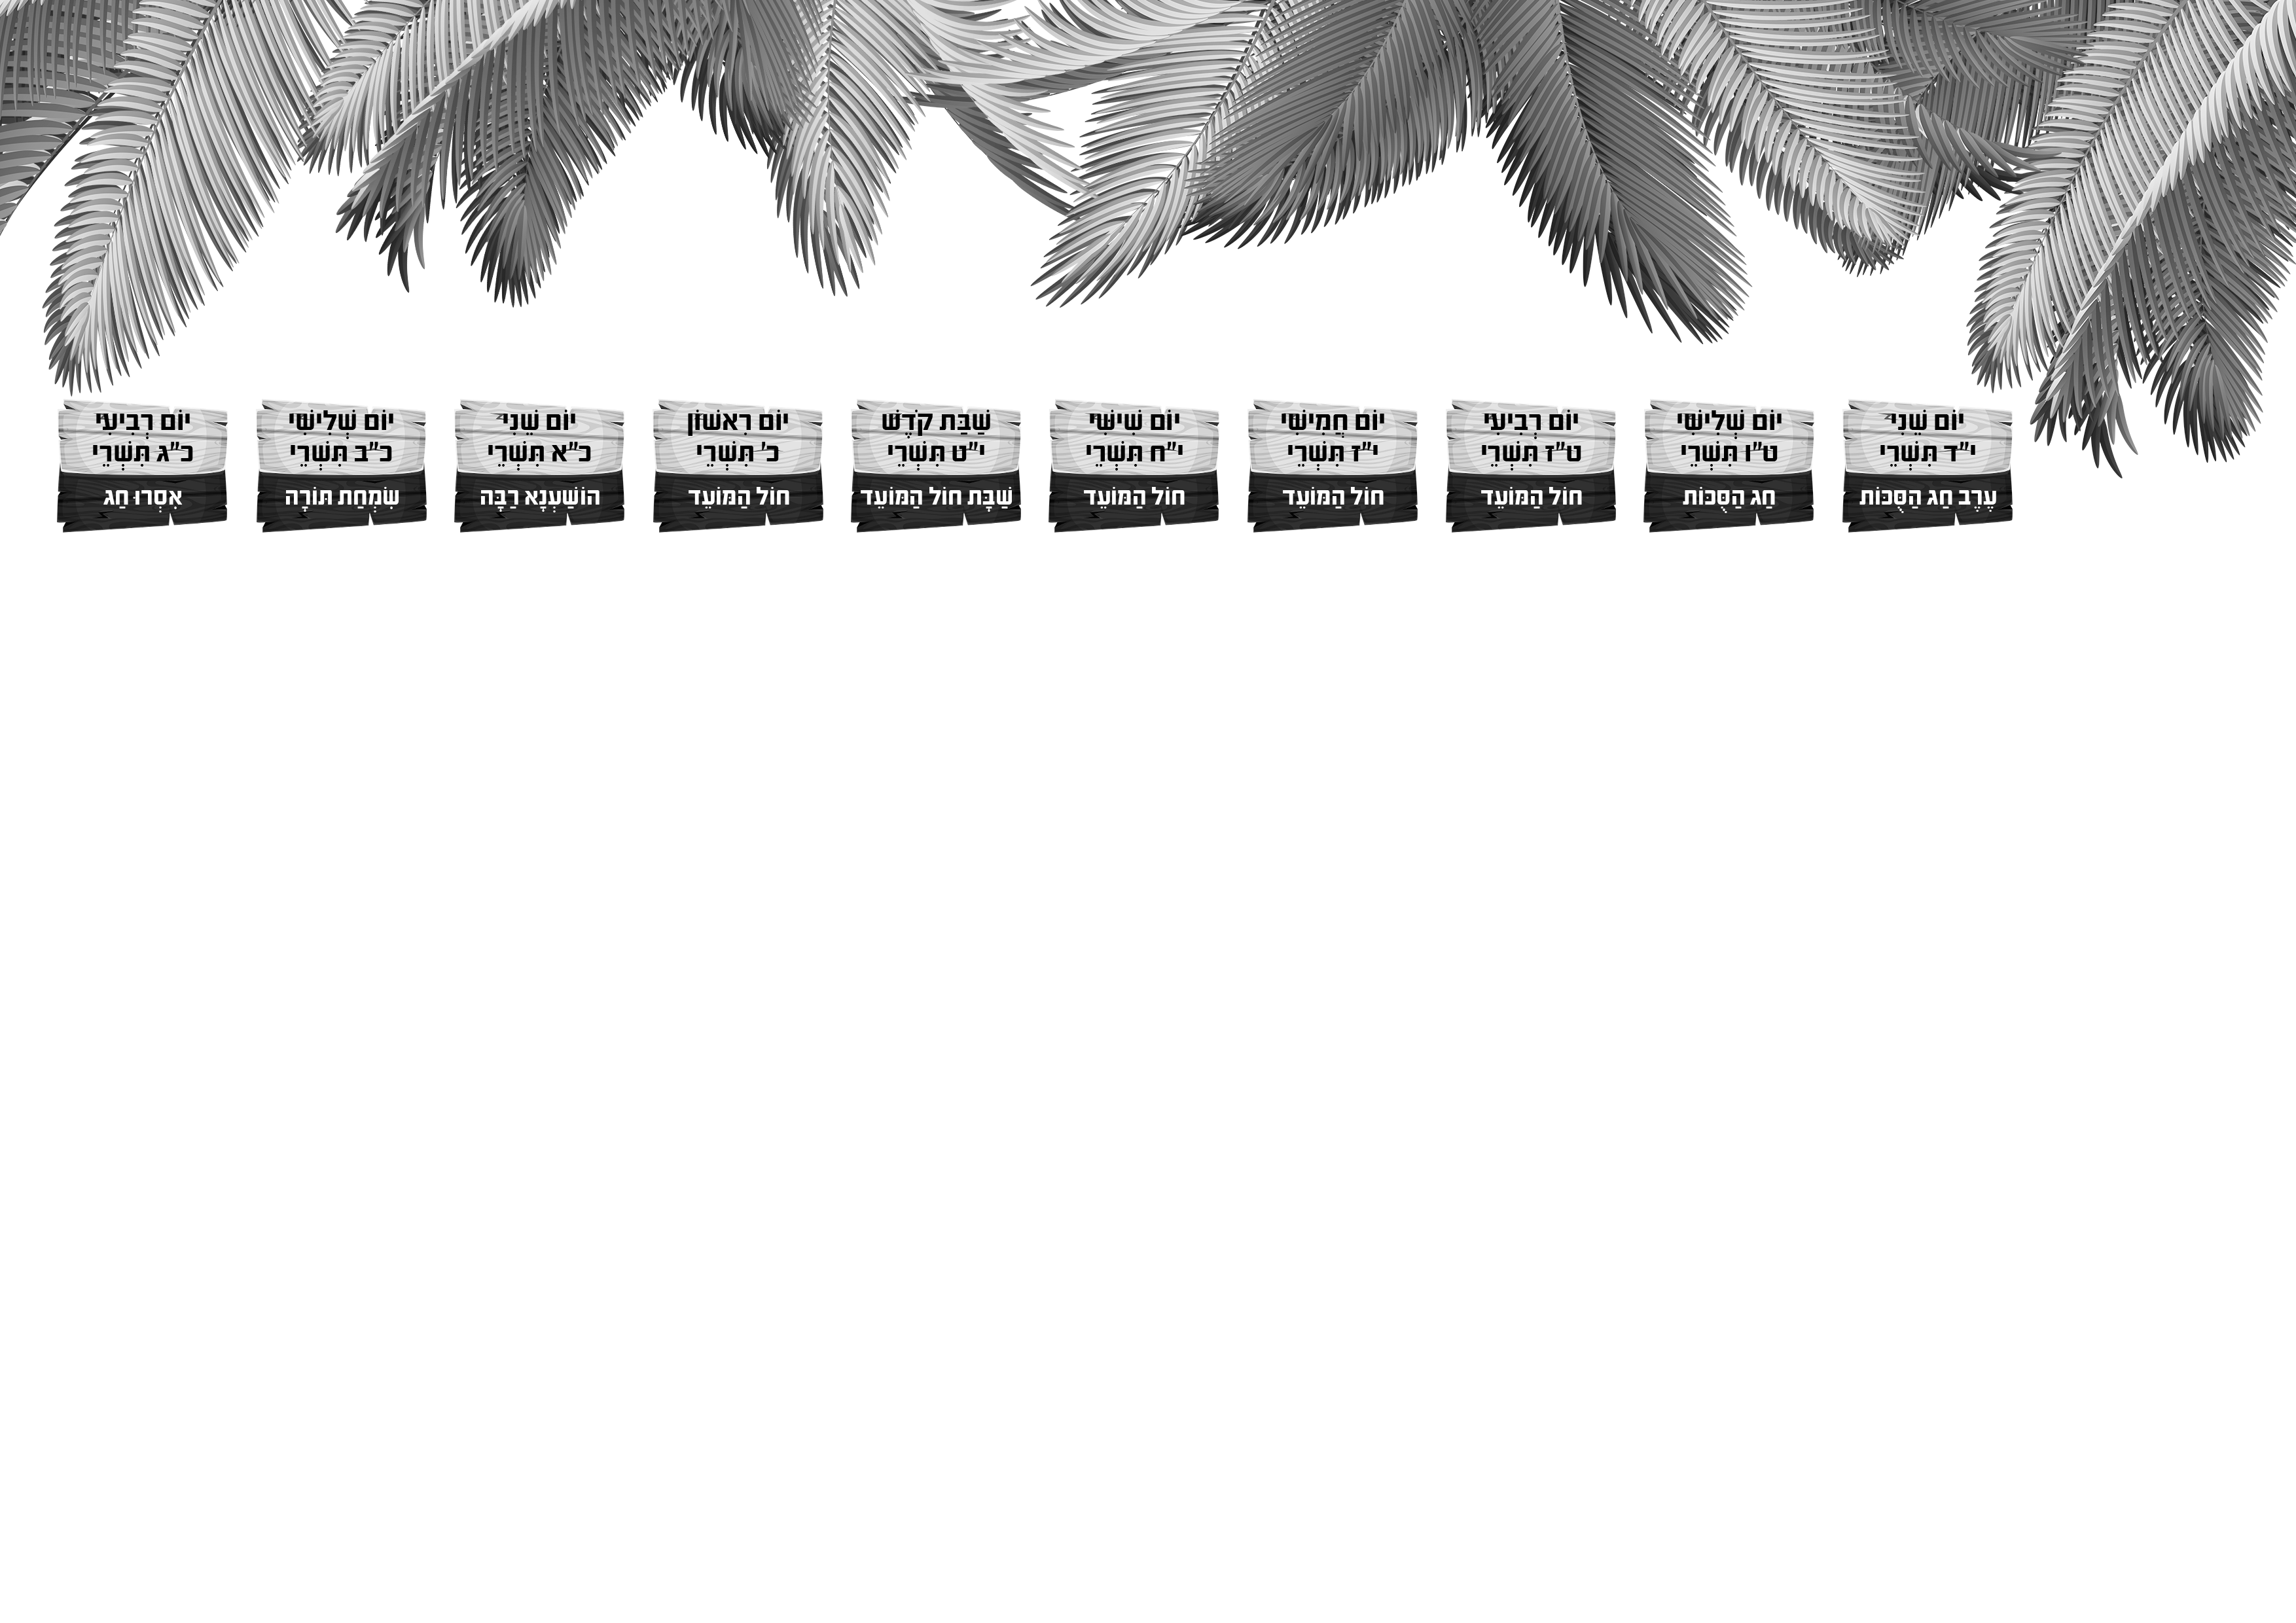 יוֹם שֵׁנִי
י״ד תִּשְׁרֵי
עֶרֶב חַג הַסֻּכּוֹת
יוֹם שְׁלִישִׁי
ט״ו תִּשְׁרֵי
חַג הַסֻּכּוֹת
יוֹם רְבִיעִי
ט״ז תִּשְׁרֵי
חוֹל הַמּוֹעֵד
יוֹם חֲמִישִׁי
י״ז תִּשְׁרֵי
חוֹל הַמּוֹעֵד
יוֹם שִׁישִּׁי
י״ח תִּשְׁרֵי
חוֹל הַמּוֹעֵד
שַׁבַּת קֹדֶשׁ
י״ט תִּשְׁרֵי
שַׁבָּת חוֹל הַמּוֹעֵד
יוֹם רִאשׁוֹן
כ׳ תִּשְׁרֵי
חוֹל הַמּוֹעֵד
יוֹם שֵׁנִי
כ״א תִּשְׁרֵי
הוֹשַׁעְנָא רַבָּה
יוֹם שְׁלִישִׁי
כ״ב תִּשְׁרֵי
שִׂמְחַת תּוֹרָה
יוֹם רְבִיעִי
כ״ג תִּשְׁרֵי
אִסְרוּ חַג